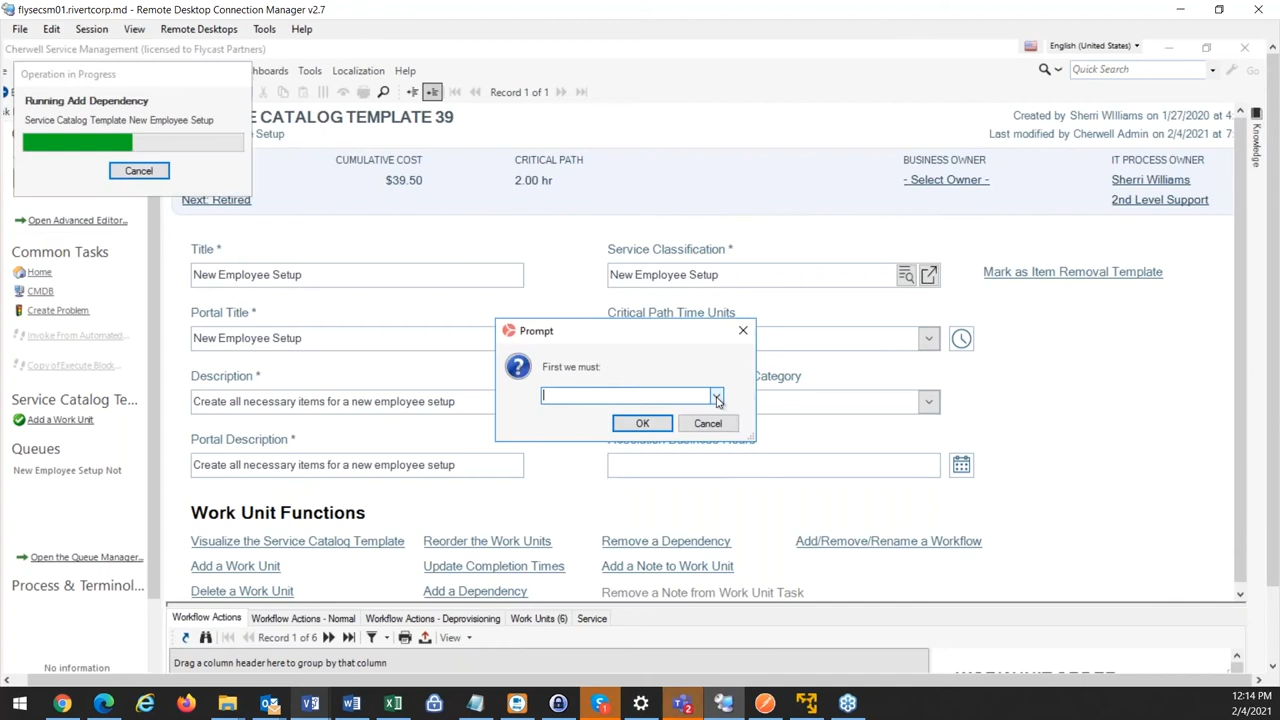 flysecsm01.rivertcorp.md - Remote Desktop Connection Manager v2.7
File Edit Session View Remote Desktops Tools Help
Cherwell Service Management (licensed to Flycast Partners)
English (United States)
Operation in Progress
hboards Tools Localization Help
Quick Search
Go
Running Add Dependency
Record 1 of 1
Service Catalog Template New Employee Setup
CE CATALOG TEMPLATE 39
Created by Sherri WIlliams on 1/27/2020 4:
Setup
Last modified by Cherwell Admin on 2/4/2021 at 7:
Knowledge
Cancel
CUMULATIVE COST CRITICAL PATH BUSINESS OWNER IT PROCESS OWNER
$39.50 2.00 hr - Select Owner - Sherri Williams
Next: Retired 2nd Level Support
Open Advanced Editor...
Common Tasks
Home
CMDB
Create Problem
Invoke From Automated...
Copy of Execute Block...
Service Catalog Te...
Add a Work Unit
Queues
New Employee Setup Not
Open the Queue Manager...
Process & Terminol...
No information
Title * Service Classification *
New Employee Setup New Employee Setup Mark as Item Removal Template
Portal Title * Critical Path Time Units
New Employee Setup
Description * Category
Create all necessary items for a new employee setup
Portal Description *
Create all necessary items for a new employee setup
Prompt
First we must:
OK Cancel
Work Unit Functions
Visualize the Service Catalog Template Reorder the Work Units Remove a Dependency Add/Remove/Rename a Workflow
Add a Work Unit Update Completion Times Add a Note to Work Unit
Delete a Work Unit Add a Dependency Remove a Note from Work Unit Task
Workflow Actions Workflow Actions - Normal Workflow Actions - Deprovisioning Work Units (6) Service
Record 1 of 6 View
Drag a column header here to group by that column
12:14 PM
2/4/2021